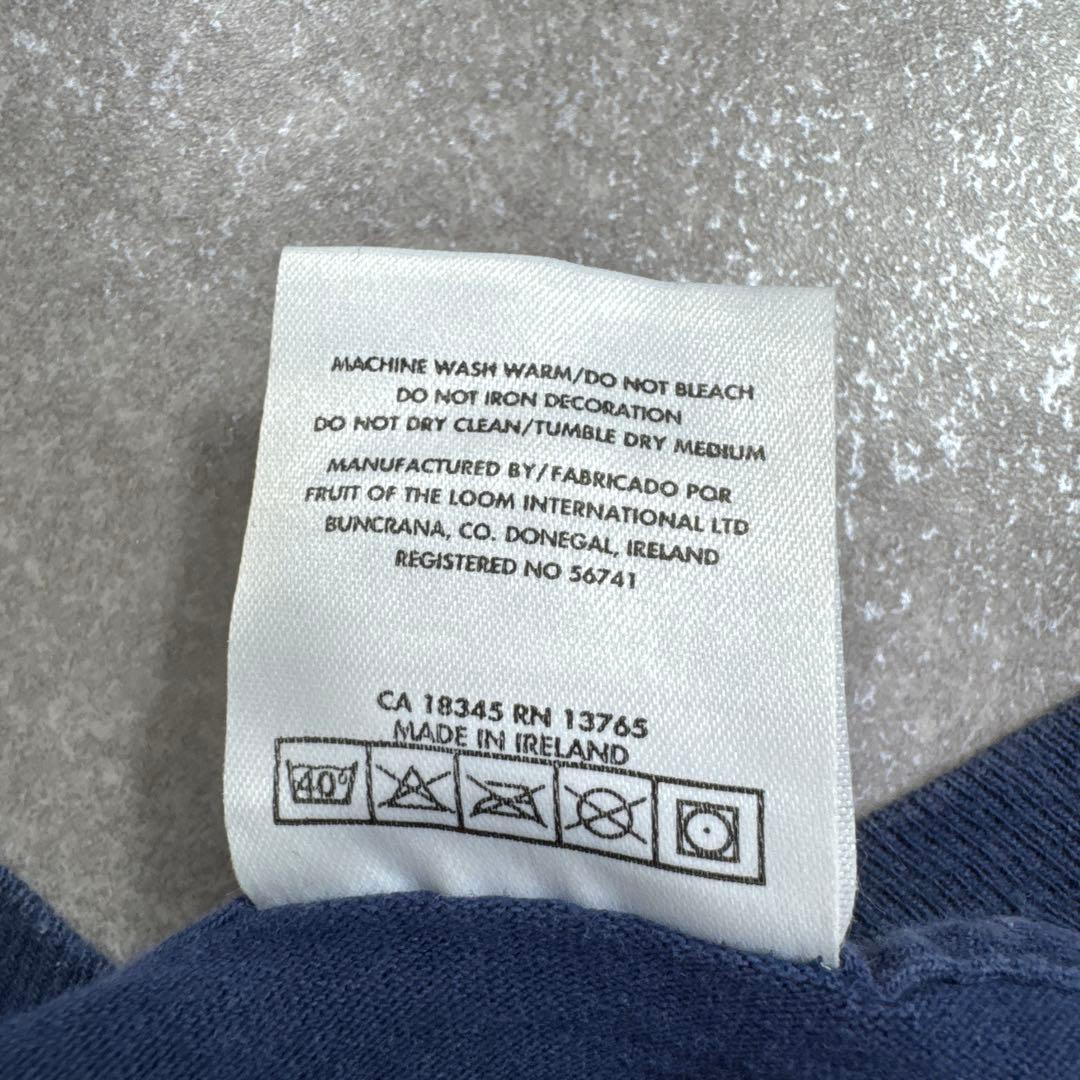 MACHINE WASH WARM/DO NOT BLEACH
DO NOT IRON DECORATION
DO NOT DRY CLEAN/TUMBLE DRY MEDIUM
MANUFACTURED BY/FABRICADO POR
FRUIT OF THE LOOM INTERNATIONAL LTD
BUNCRANA, CO. DONEGAL, IRELAND
REGISTERED NO 56741
CA 18345 RN 13765
MADE IN IRELAND
40°